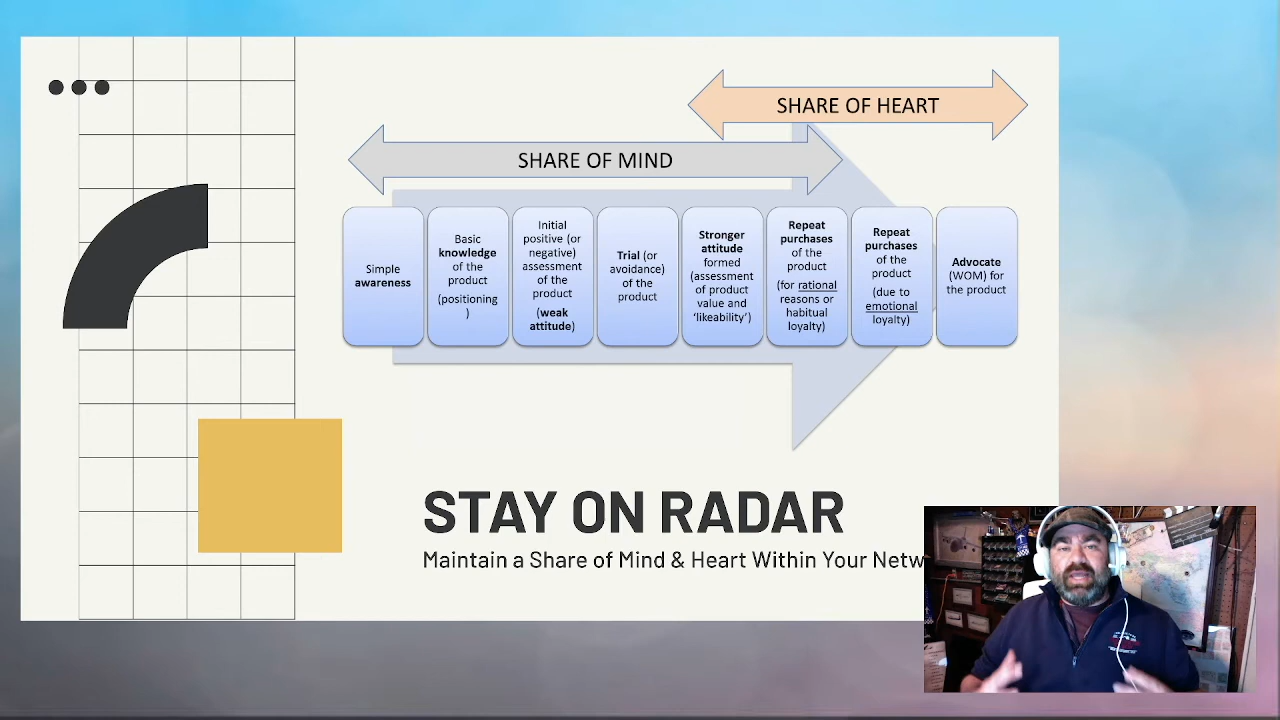 SHARE OF HEART
SHARE OF MIND
Simple
awareness
Basic
knowledge
of the
product
(positioning
)
Initial
positive (or
negative)
assessment
of the
product
(weak
attitude)
Trial (or
avoidance)
of the
product
Stronger
attitude
formed
(assessment
of product
value and
‘likeability’)
Repeat
purchases
of the
product
(for rational
reasons or
habitual
loyalty)
Repeat
purchases
of the
product
(due to
emotional
loyalty)
Advocate
(WOM) for
the product
STAY ON RADAR
Maintain a Share of Mind & Heart Within Your Netw